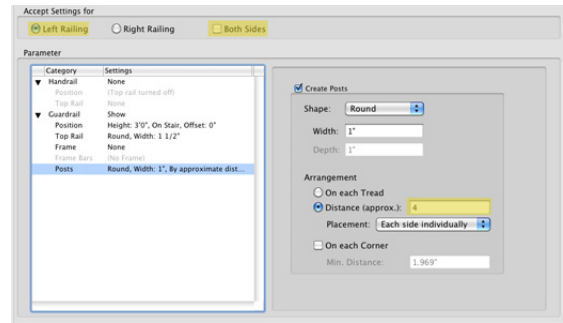 Accept Settings for
Left Railing Right Railing Both Sides
Parameter
Category Settings
Handrail None
Position (Top rail turned off)
Top Rail None
Guardrail Show
Position Height: 3'0", On Stair, Offset: 0"
Top Rail Round, Width: 1 1/2"
Frame None
Frame Bars (No Frame)
Posts Round, Width: 1", By approximate dist...
Create Posts
Shape: Round
Width: 1"
Depth: 1"
Arrangement
On each Tread
Distance (approx.): 4
Placement: Each side individually
On each Corner
Min. Distance: 1.969"